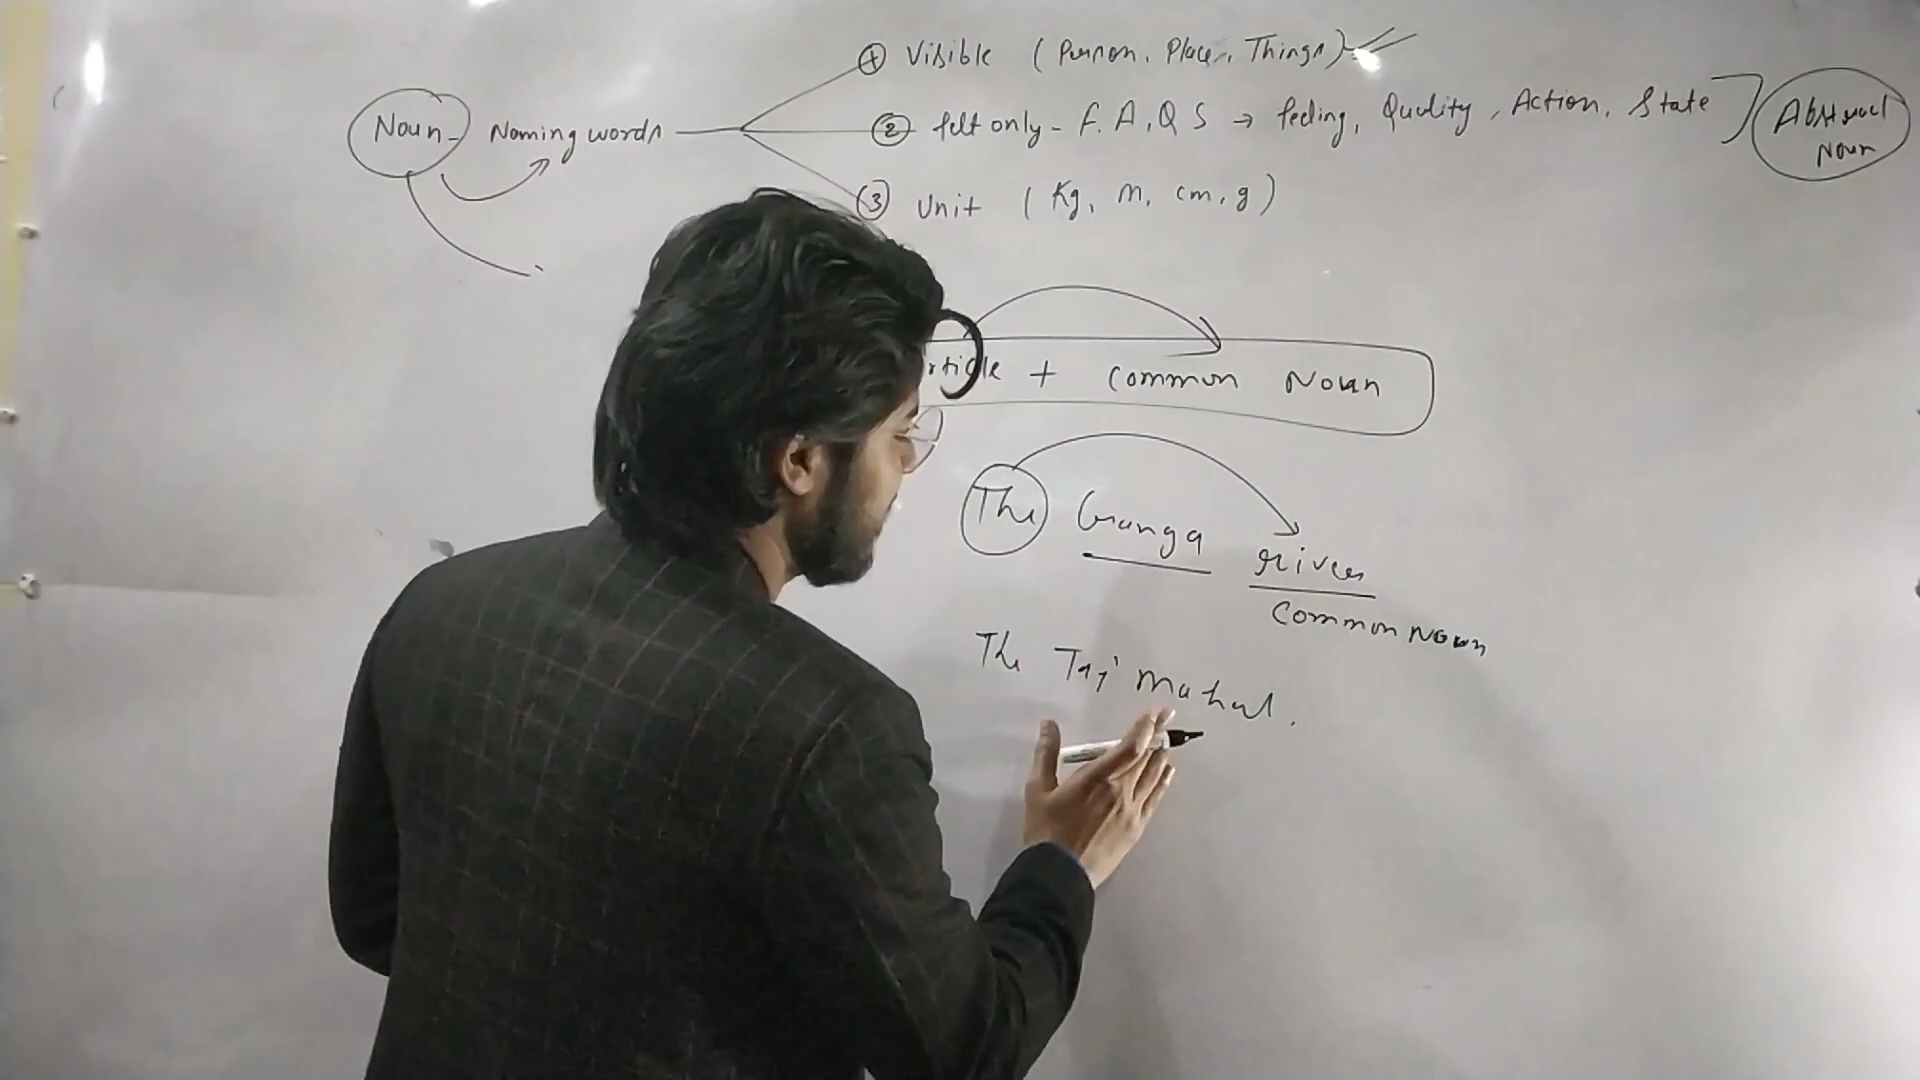 ① Visible (Person, Place, Things)
Noun - Naming words
② felt only - F. A, Q S → feeling, Quality, Action, State
Abstract Noun
③ Unit (Kg, m, cm, g)
rticle + Common Noun
The Ganga river
Common Noun
The Taj Mahal.